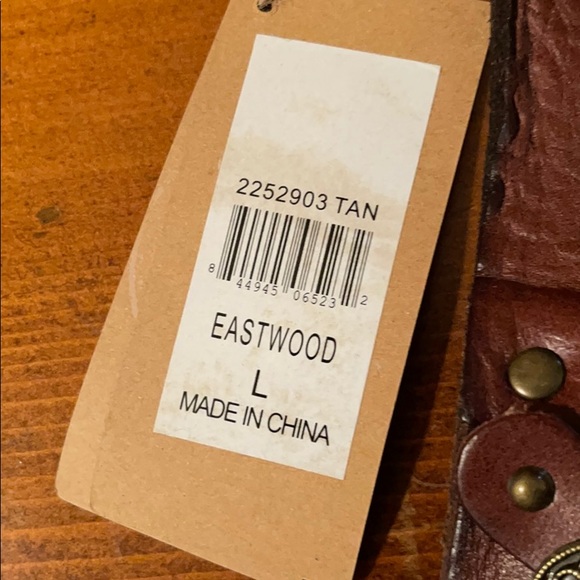 2252903 TAN
8 44945 06523 2
EASTWOOD
L
MADE IN CHINA